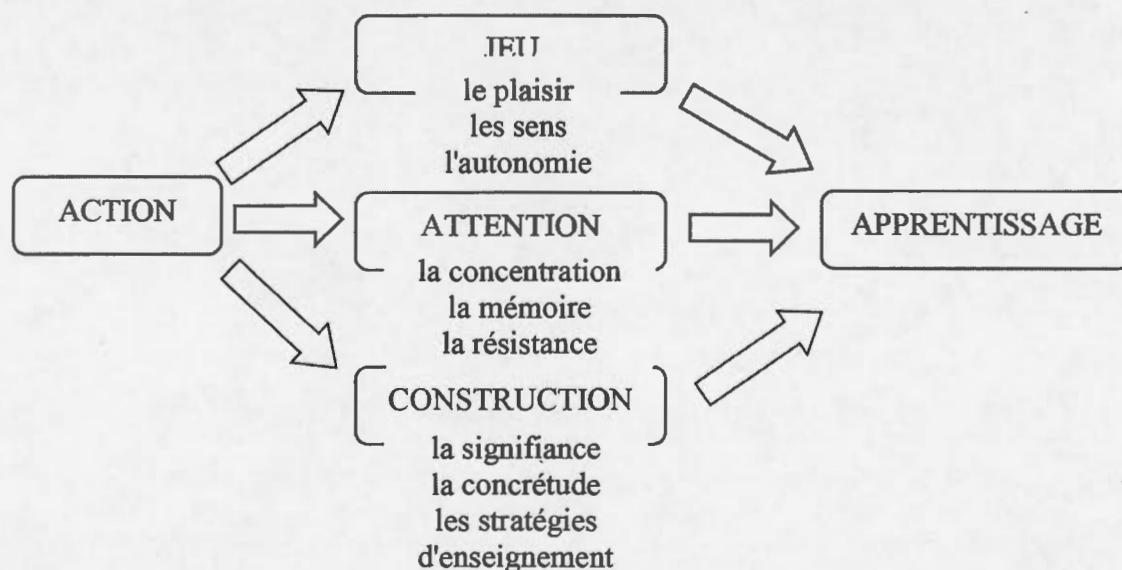 JEU
le plaisir
les sens
l'autonomie
ACTION
ATTENTION
la concentration
la mémoire
la résistance
APPRENTISSAGE
CONSTRUCTION
la signifiance
la concrétude
les stratégies
d'enseignement